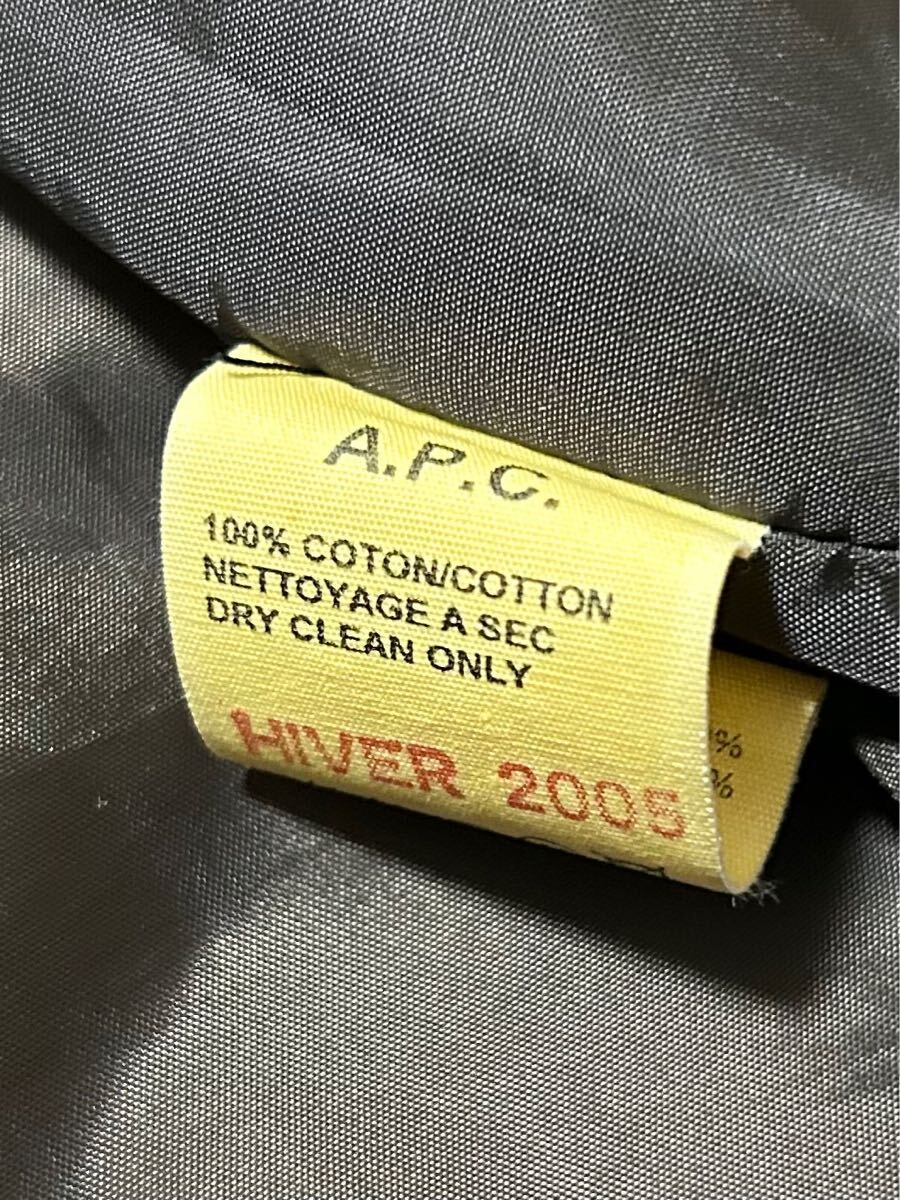 A.P.C.
100% COTON/COTTON
NETTOYAGE A SEC
DRY CLEAN ONLY
HIVER 2005
%
%